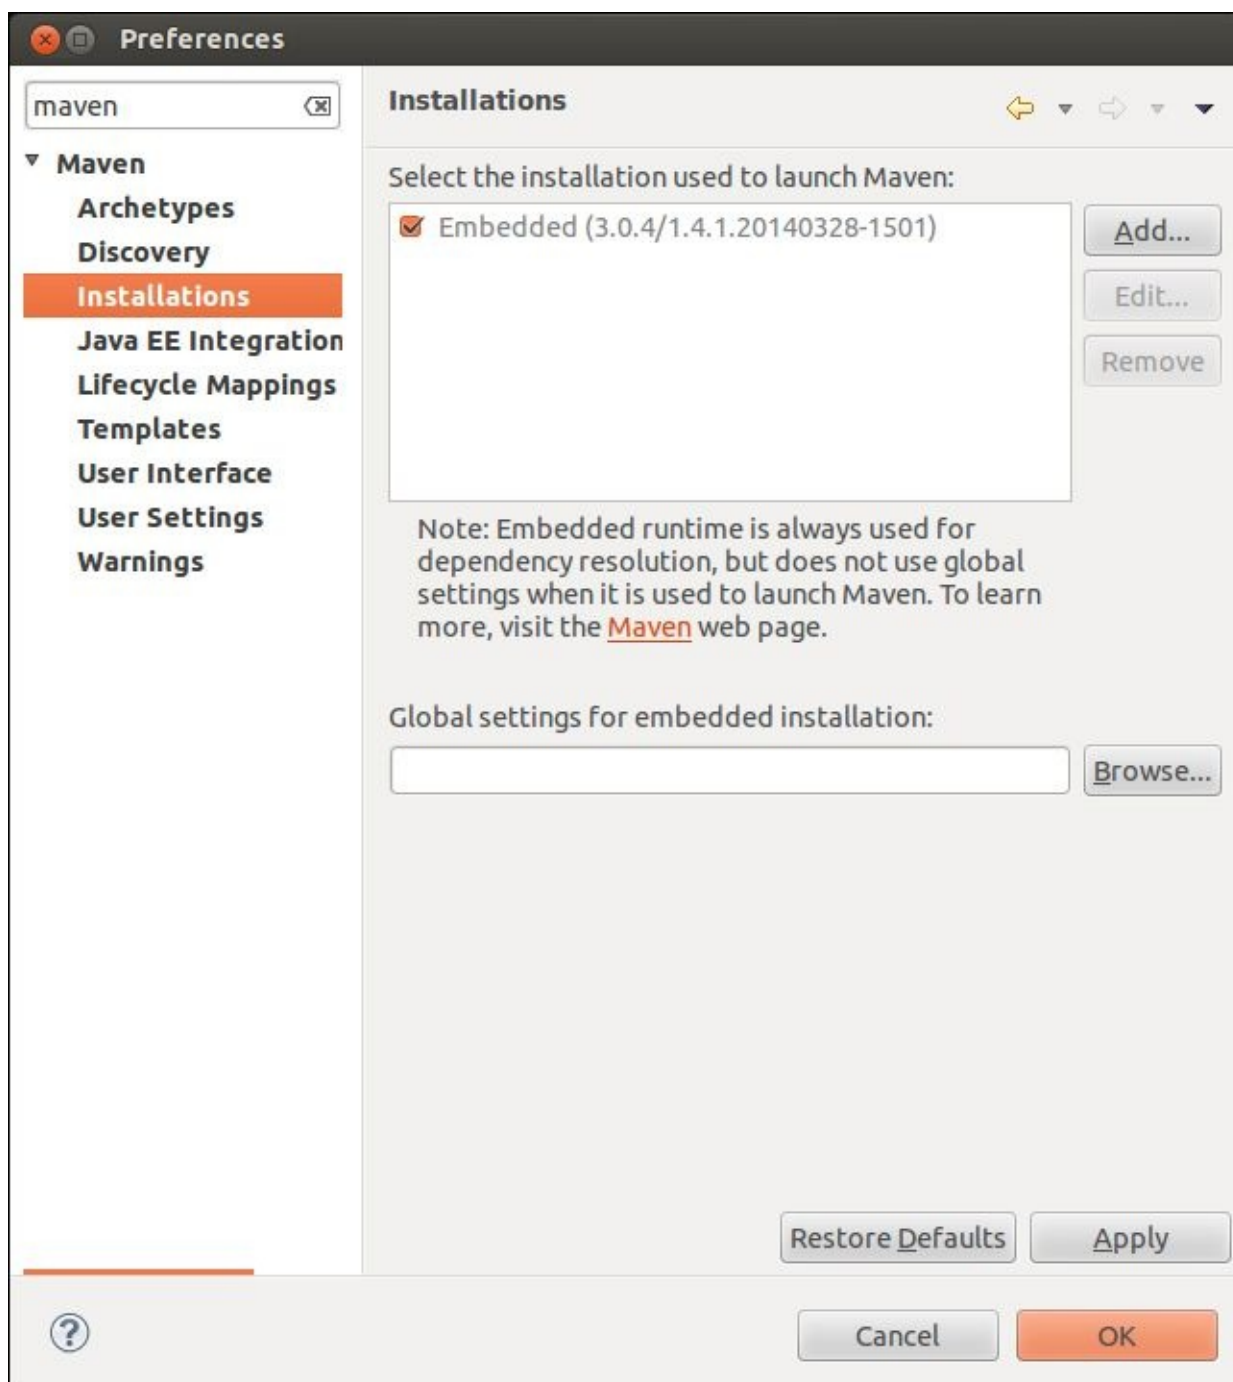 Preferences
maven
Maven
Archetypes
Discovery
Installations
Java EE Integration
Lifecycle Mappings
Templates
User Interface
User Settings
Warnings
Installations
Select the installation used to launch Maven:
Embedded (3.0.4/1.4.1.20140328-1501)
Add...
Edit...
Remove
Note: Embedded runtime is always used for
dependency resolution, but does not use global
settings when it is used to launch Maven. To learn
more, visit the Maven web page.
Global settings for embedded installation:
Browse...
Restore Defaults
Apply
Cancel
OK